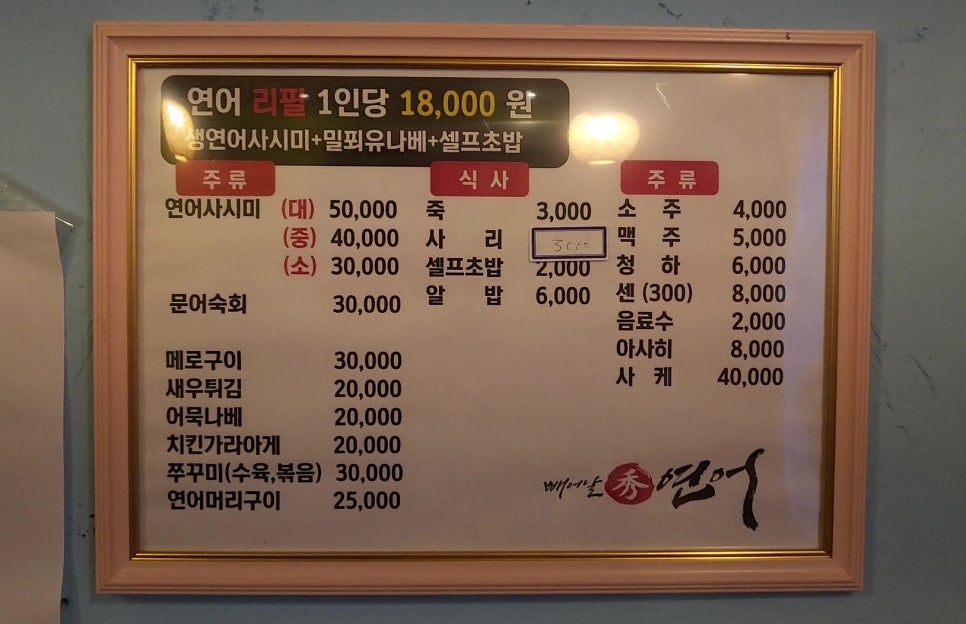 연어 리필 1인당 18,000 원
생연어사시미+밀푀유나베+셀프초밥
주류
연어사시미 (대) 50,000
(중) 40,000
(소) 30,000
문어숙회 30,000
메로구이 30,000
새우튀김 20,000
어묵나베 20,000
치킨가라아게 20,000
쭈꾸미(수육,볶음) 30,000
연어머리구이 25,000
식사
죽 3,000
사리 3000
셀프초밥 2,000
알밥 6,000
주류
소주 4,000
맥주 5,000
청하 6,000
센 (300) 8,000
음료수 2,000
아사히 8,000
사케 40,000
빼어날 秀 연어